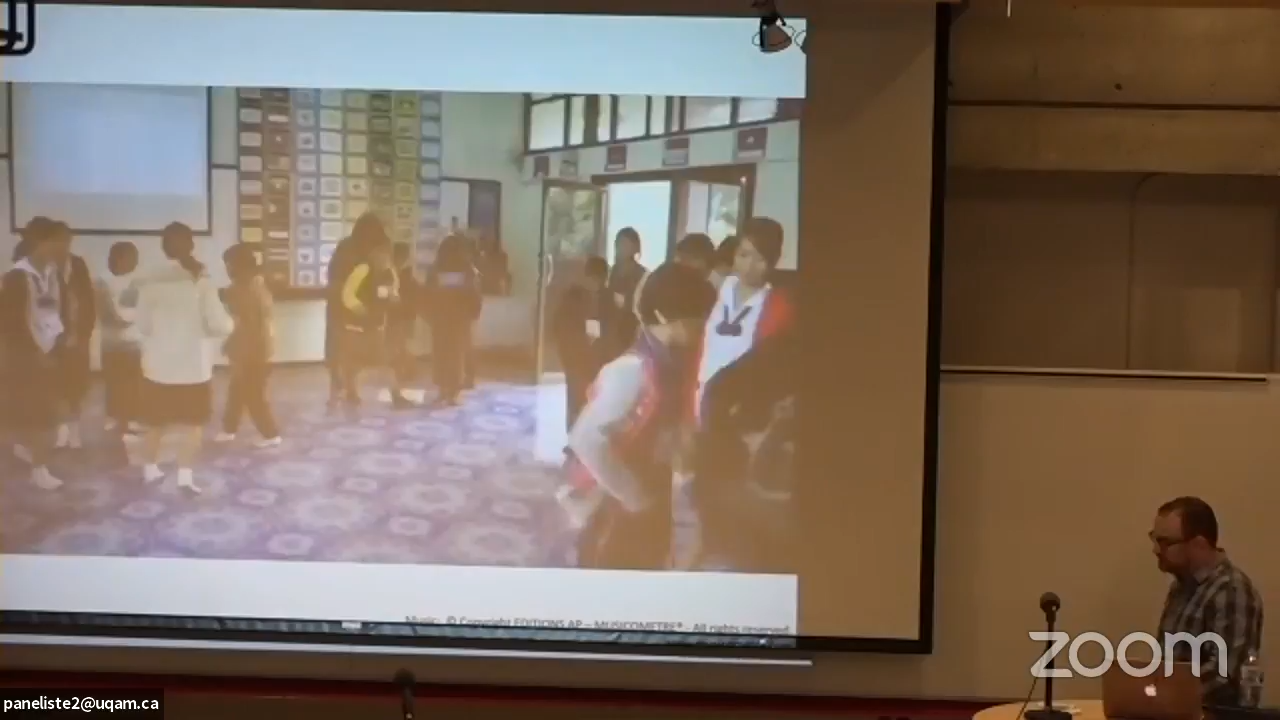 Music: © Copyright EDITIONS AP – MUSICOMETRE® - All rights reserved
zoom
paneliste2@uqam.ca